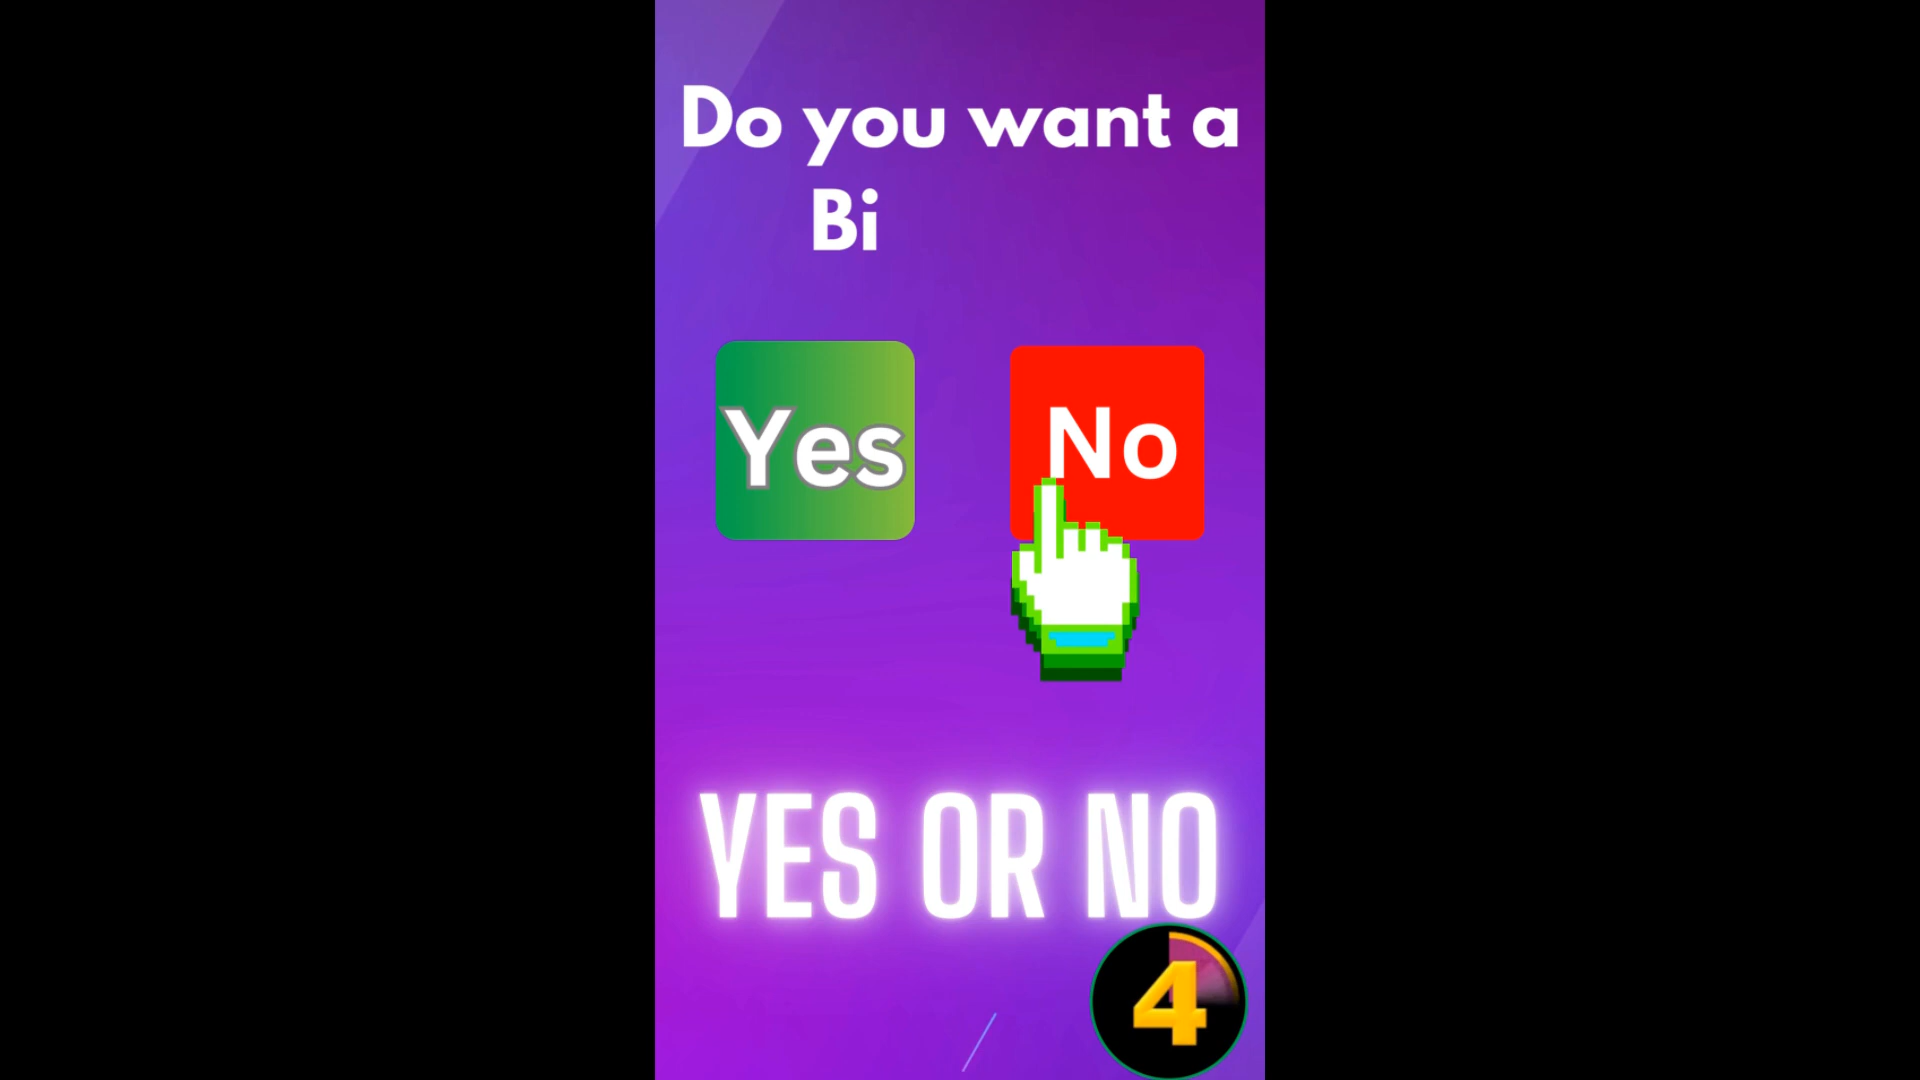 Do you want a
Bi
Yes
No
YES OR NO
4